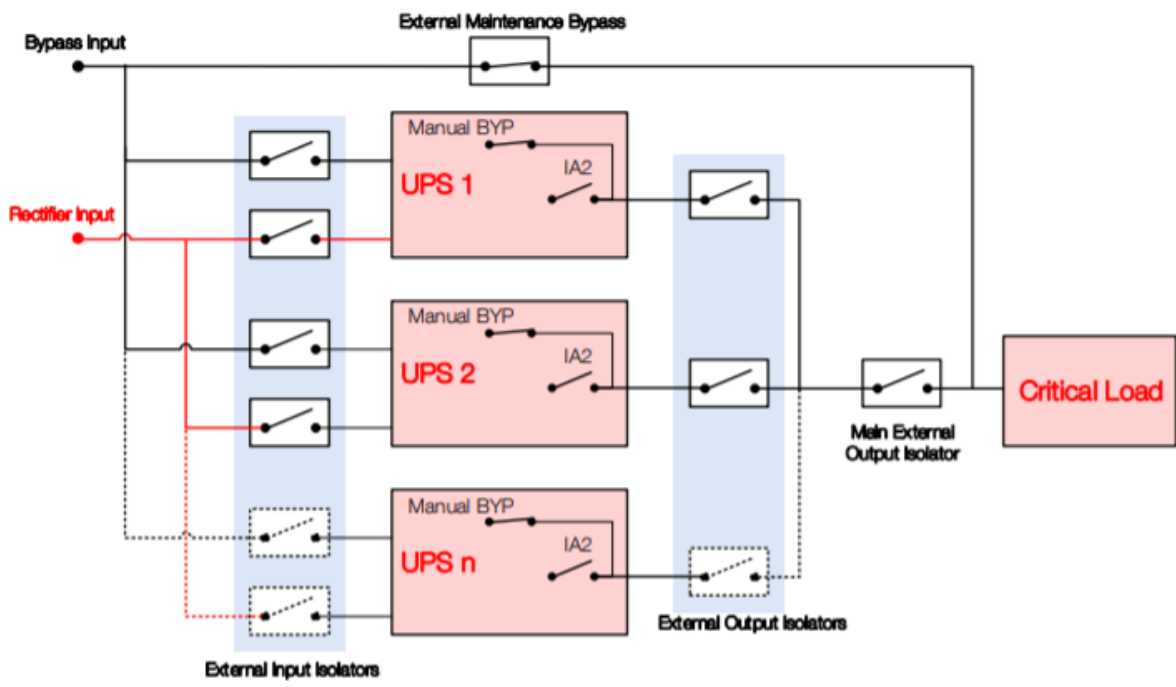 External Maintenance Bypass
Bypass Input
Manual BYP
IA2
UPS 1
Rectifier Input
Manual BYP
IA2
UPS 2
Critical Load
Main External
Output Isolator
Manual BYP
IA2
UPS n
External Output Isolators
External Input Isolators